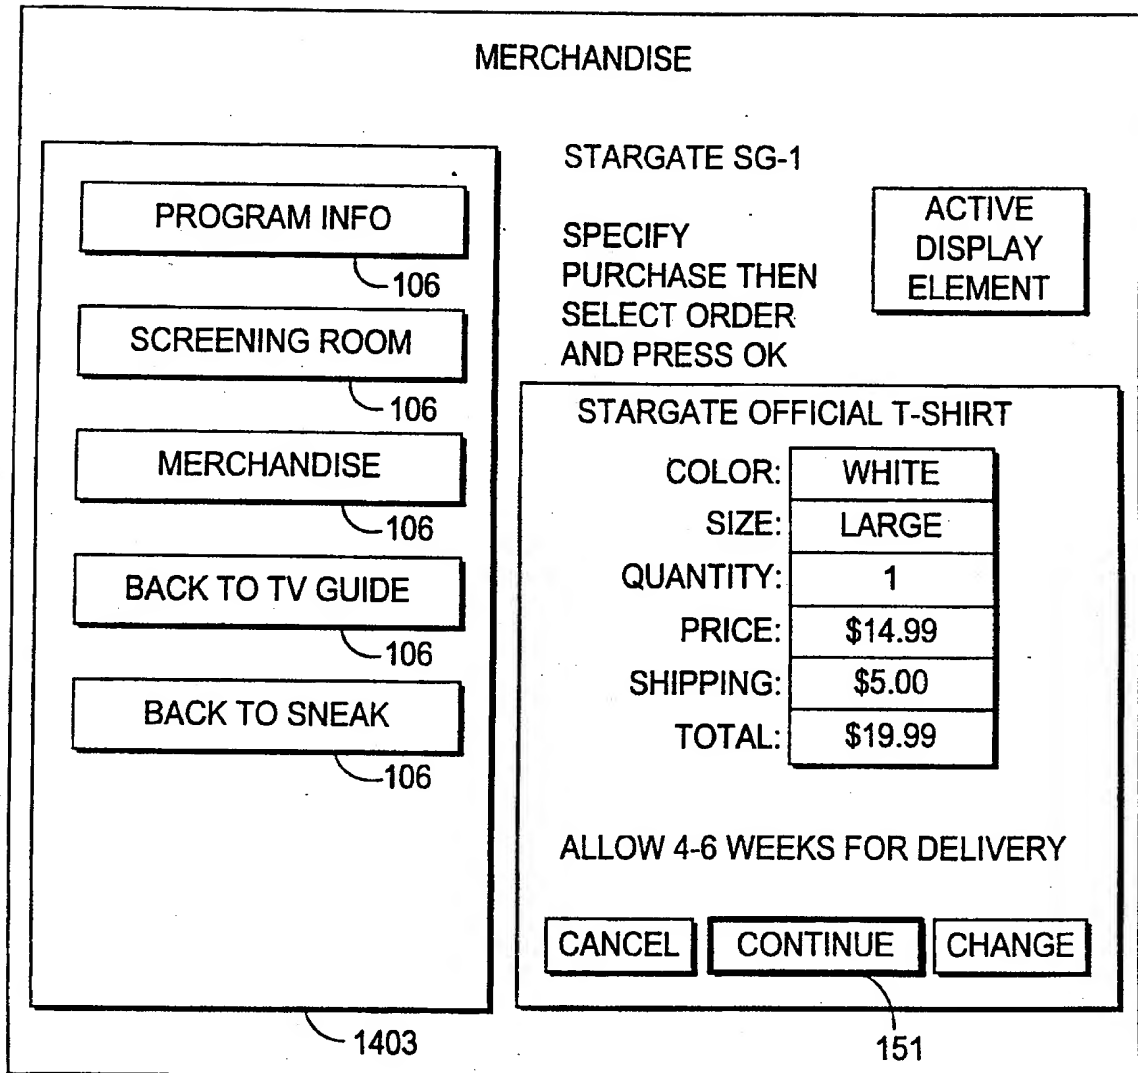 MERCHANDISE
PROGRAM INFO
106
SCREENING ROOM
106
MERCHANDISE
106
BACK TO TV GUIDE
106
BACK TO SNEAK
106
1403
STARGATE SG-1
SPECIFY
PURCHASE THEN
SELECT ORDER
AND PRESS OK
ACTIVE
DISPLAY
ELEMENT
STARGATE OFFICIAL T-SHIRT
COLOR: WHITE
SIZE: LARGE
QUANTITY: 1
PRICE: $14.99
SHIPPING: $5.00
TOTAL: $19.99
ALLOW 4-6 WEEKS FOR DELIVERY
CANCEL CONTINUE CHANGE
151